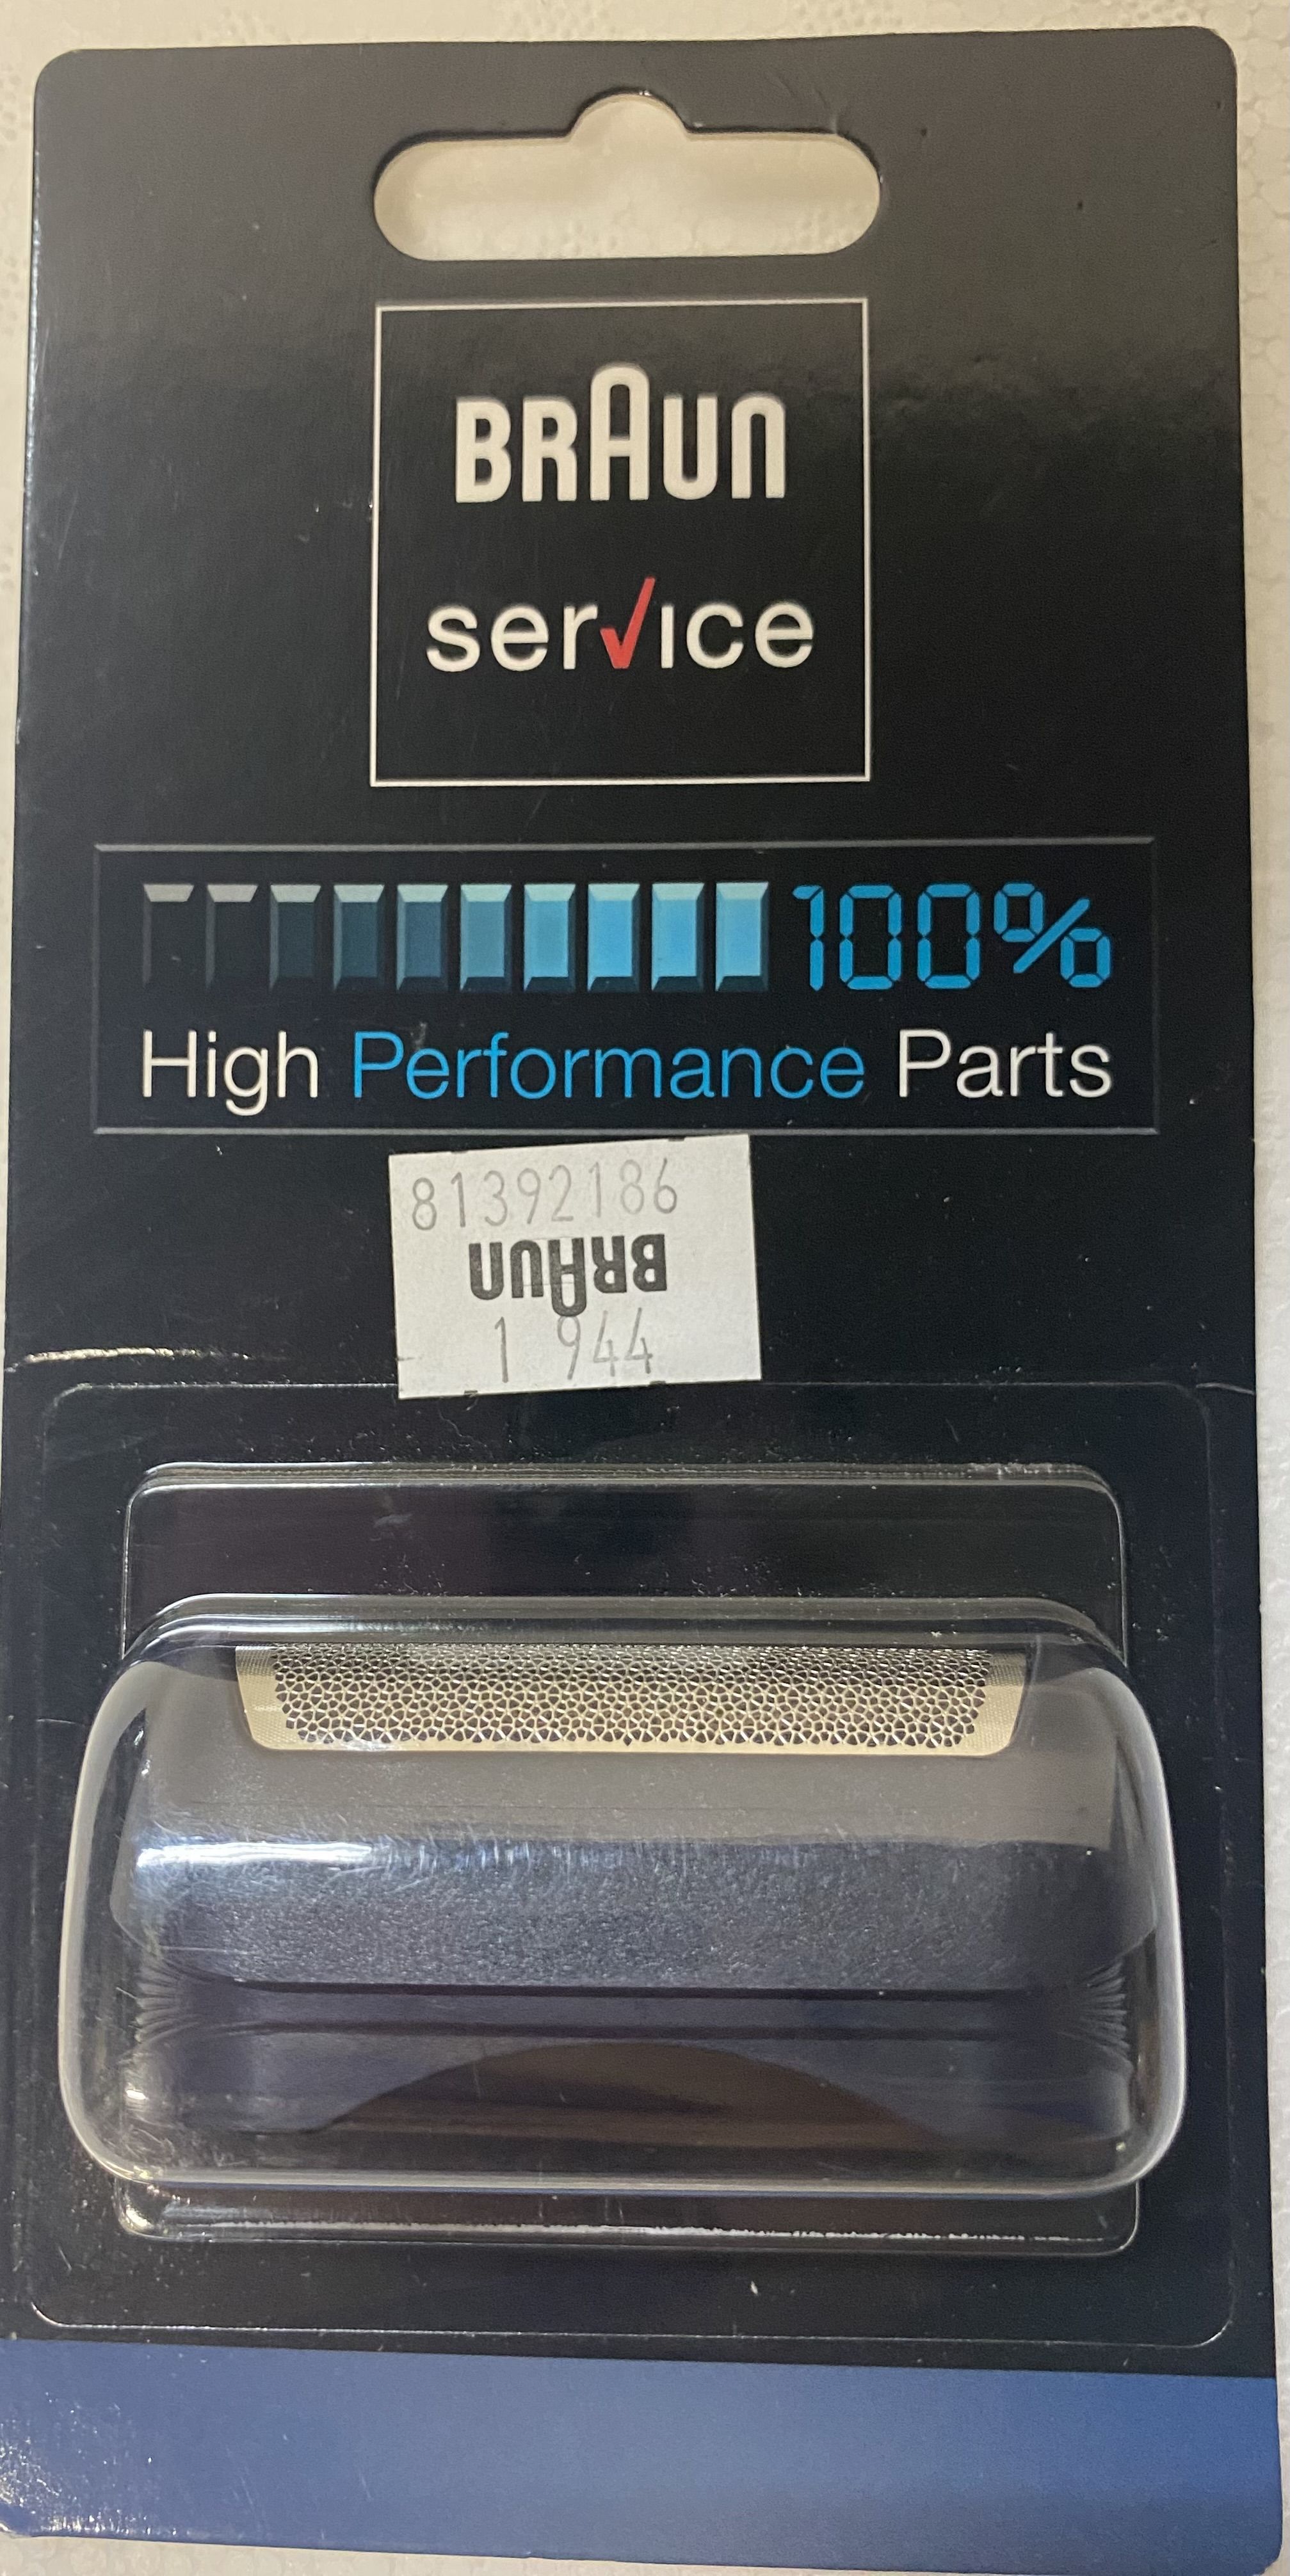 BRAUN
service
100%
High Performance Parts
81392186
BRAUN
1 944